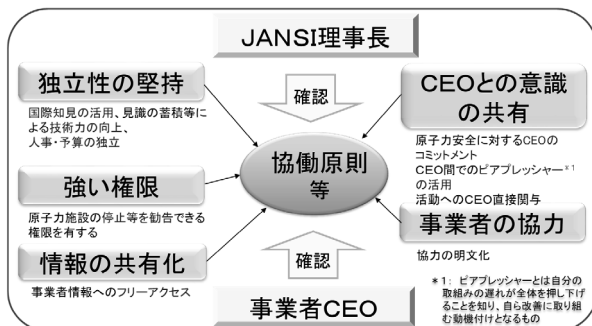 JANSI理事長
独立性の堅持
国際知見の活用、見識の蓄積等
による技術力の向上、
人事・予算の独立
強い権限
原子力施設の停止等を勧告できる
権限を有する
情報の共有化
事業者情報へのフリーアクセス
確認
協働原則
等
確認
事業者CEO
CEOとの意識
の共有
原子力安全に対するCEOの
コミットメント
CEO間でのピアプレッシャー*1
の活用
活動へのCEO直接関与
事業者の協力
協力の明文化
*1: ピアプレッシャーとは自分の
取組みの遅れが全体を押し下げ
ることを知り、自ら改善に取り組
む動機付けとなるもの